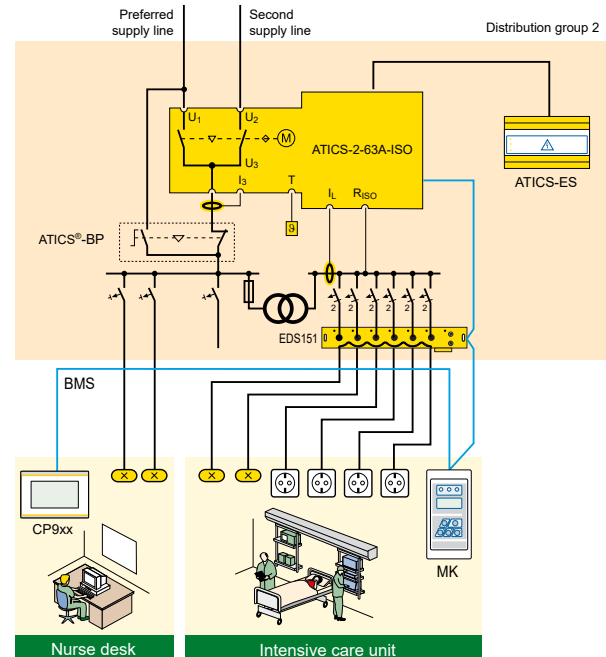 Preferred
supply line
Second
supply line
Distribution group 2
U1
U2
M
ATICS-2-63A-ISO
U3
I3
T
IL
RISO
ATICS-ES
ϑ
ATICS®-BP
2 2 2 2 2 2
EDS151
BMS
CP9xx
MK
Nurse desk
Intensive care unit